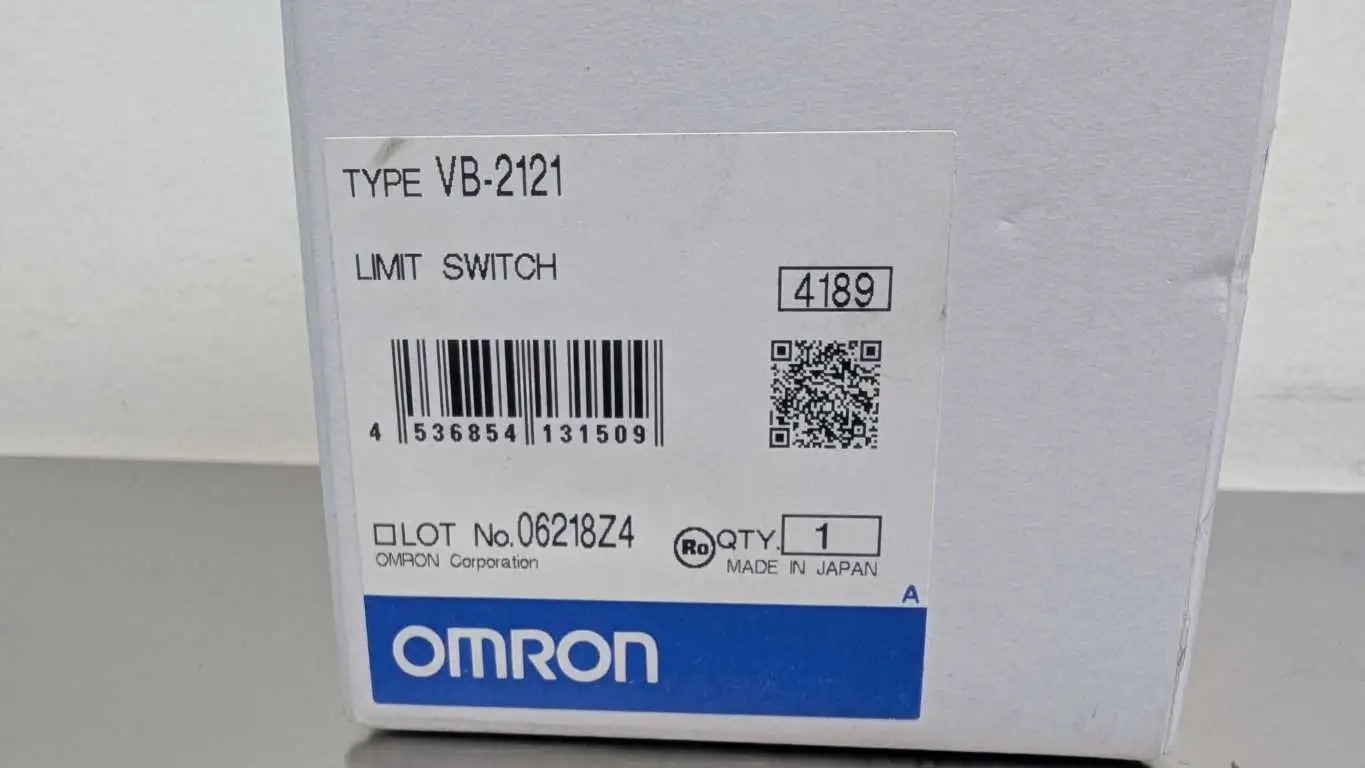 TYPE VB-2121
LIMIT SWITCH
4189
4 536854 131509
LOT No. 06218Z4
Ro QTY. 1
OMRON Corporation
MADE IN JAPAN
A
OMRON